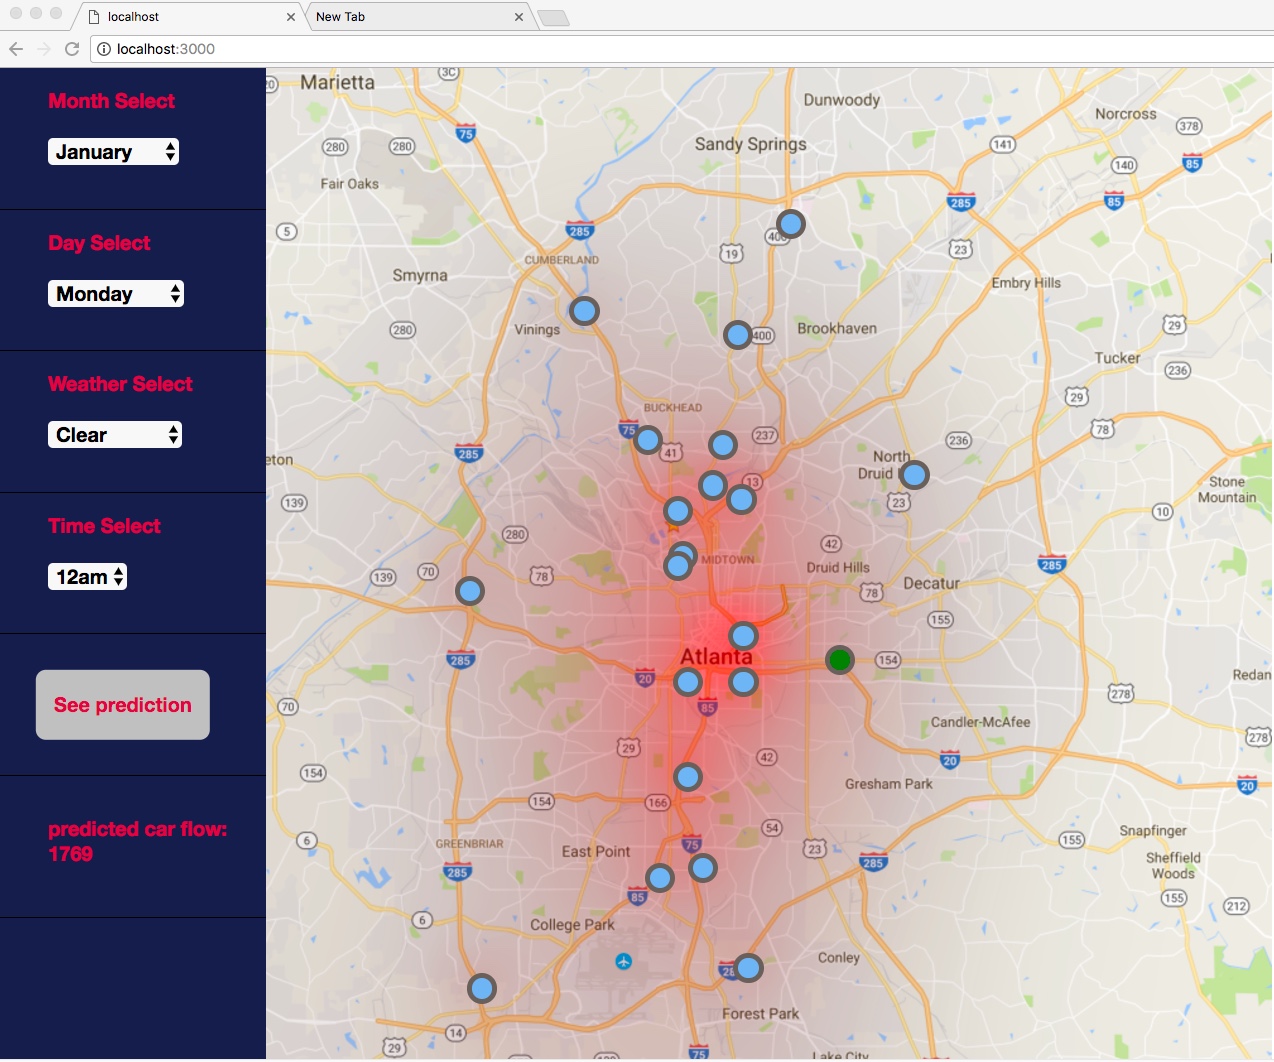 localhost
New Tab
localhost:3000
Month Select
January
Day Select
Monday
Weather Select
Clear
Time Select
12am
See prediction
predicted car flow:
1769
Marietta
3C
Dunwoody
Norcross
378
75
Sandy Springs
141
280
280
140
85
Fair Oaks
285
85
5
285
400
19
23
CUMBERLAND
Smyrna
Embry Hills
280
Vinings
400
Brookhaven
29
Tucker
236
29
BUCKHEAD
75
237
78
41
236
285
eton
North
Druid
13
Stone
Mountain
139
23
10
280
42
MIDTOWN
285
139
70
78
Druid Hills
Decatur
78
155
Atlanta
285
154
20
Redan
278
70
85
Candler-McAfee
29
278
42
20
154
Gresham Park
20
154
166
54
Snapfinger
6
75
23
155
GREENBRIAR
East Point
285
285
Sheffield
Woods
85
155
212
6
College Park
Conley
Forest Park
14
29
75
Lake City